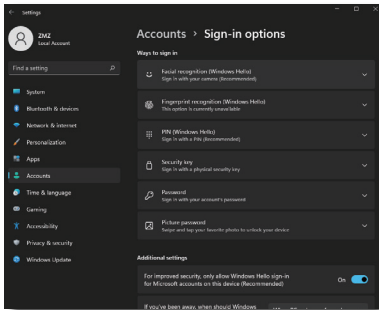 Settings
ZMZ
Local Account
Find a setting
System
Bluetooth & devices
Network & internet
Personalization
Apps
Accounts
Time & language
Gaming
Accessibility
Privacy & security
Windows Update
Accounts > Sign-in options
Ways to sign in
Facial recognition (Windows Hello)
Sign in with your camera (Recommended)
Fingerprint recognition (Windows Hello)
This option is currently unavailable
PIN (Windows Hello)
Sign in with a PIN (Recommended)
Security key
Sign in with a physical security key
Password
Sign in with your account's password
Picture password
Swipe and tap your favorite photo to unlock your device
Additional settings
For improved security, only allow Windows Hello sign-in
for Microsoft accounts on this device (Recommended)
On
If you've been away, when should Windows